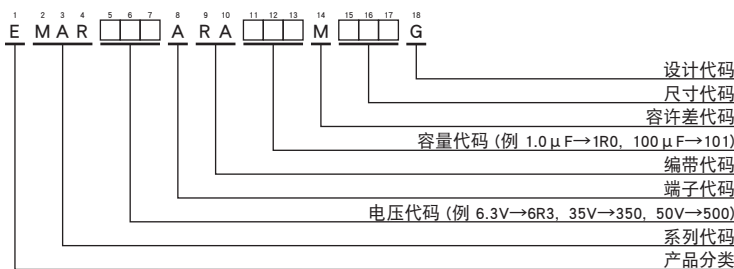 1 2 3 4 5 6 7 8 9 10 11 12 13 14 15 16 17 18
E MAR □□□ A RA □□□ M □□□ G
设计代码
尺寸代码
容许差代码
容量代码 (例 1.0μF→1R0, 100μF→101)
编带代码
端子代码
电压代码 (例 6.3V→6R3, 35V→350, 50V→500)
系列代码
产品分类